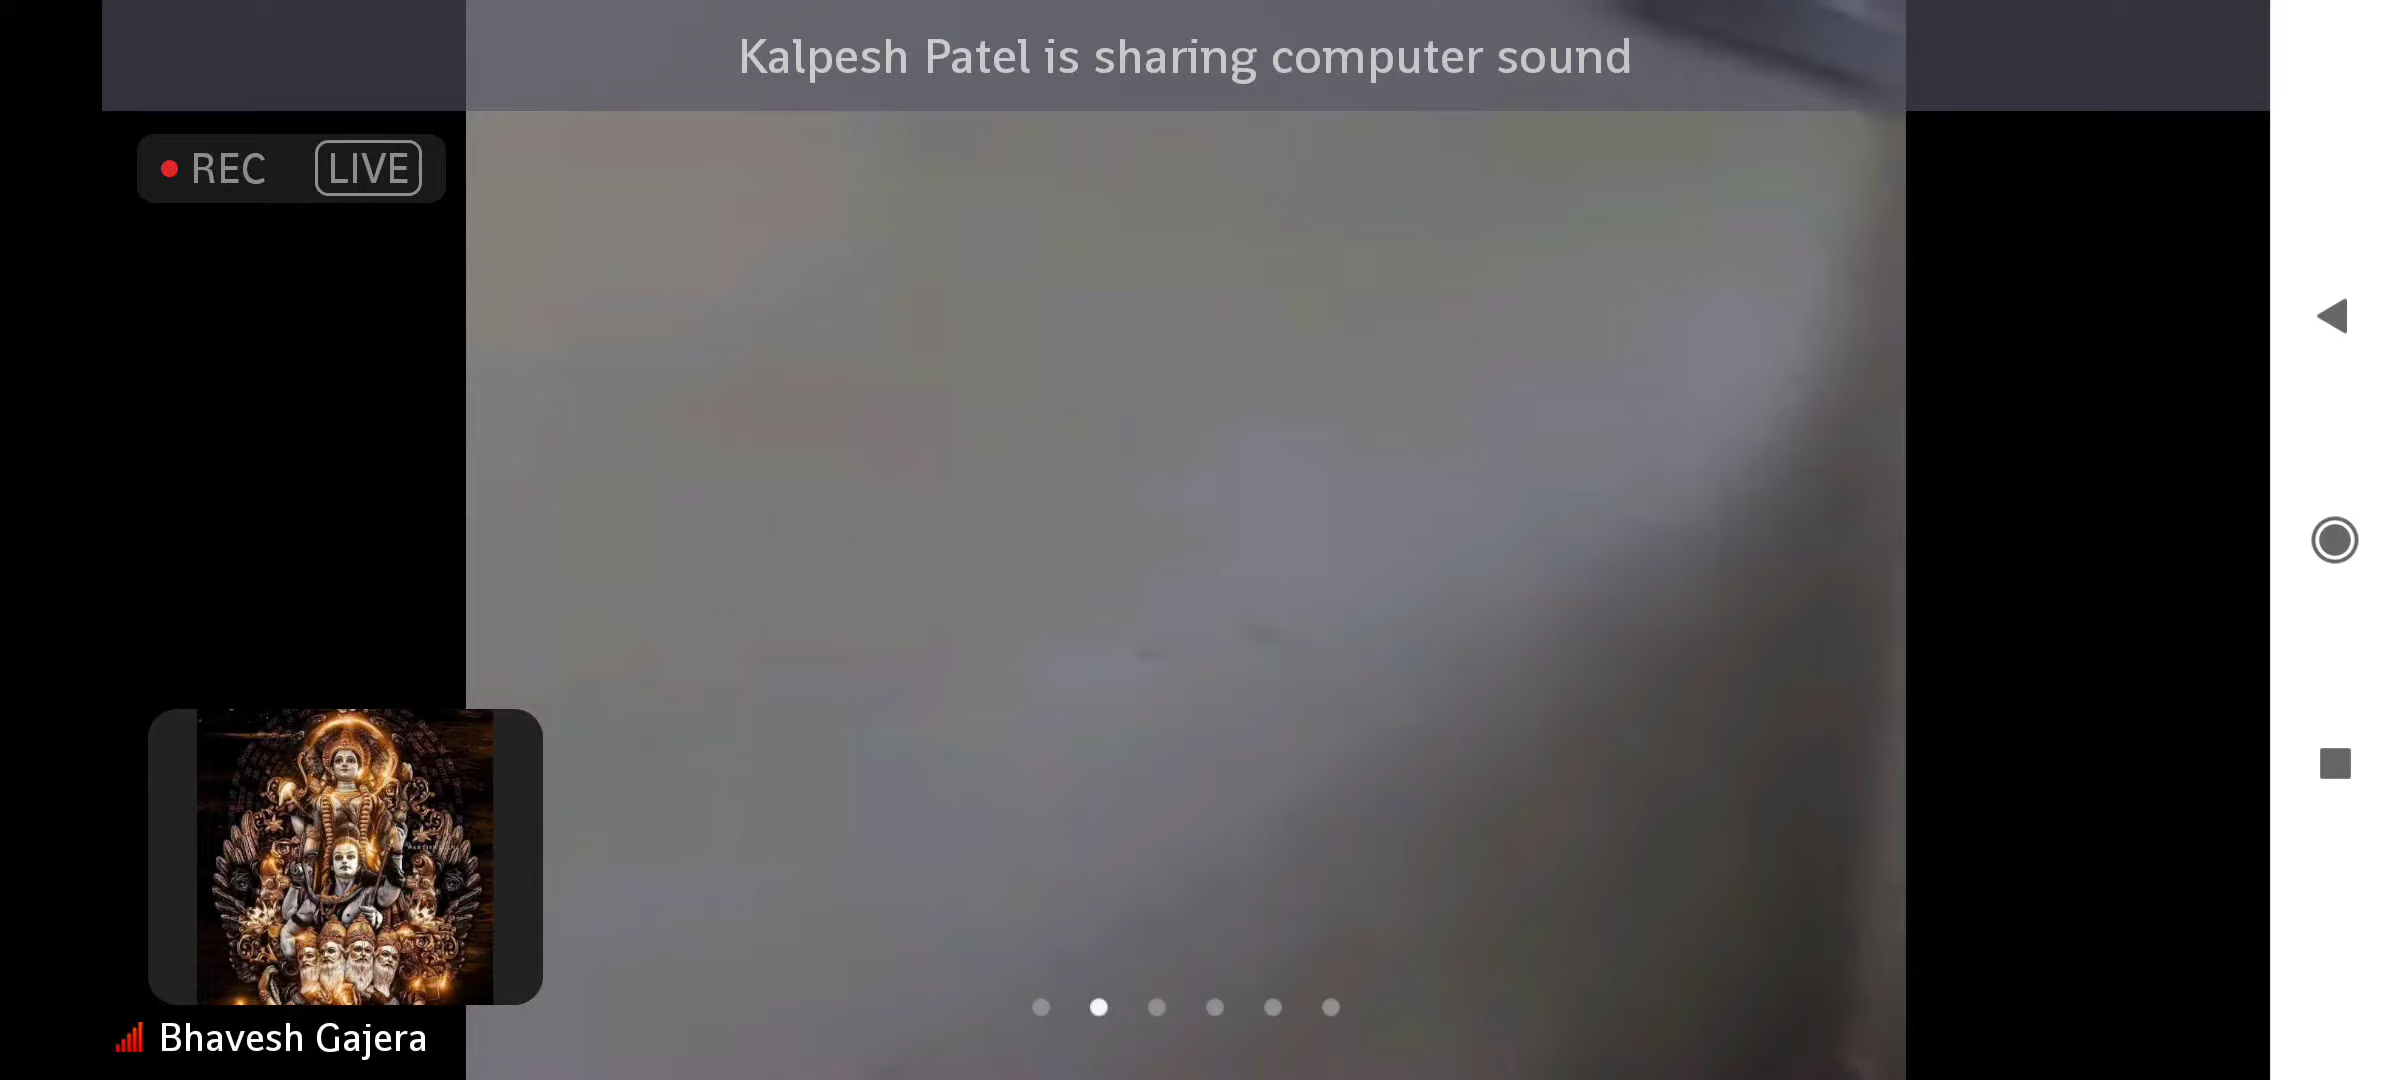 Kalpesh Patel is sharing computer sound
REC LIVE
Bhavesh Gajera